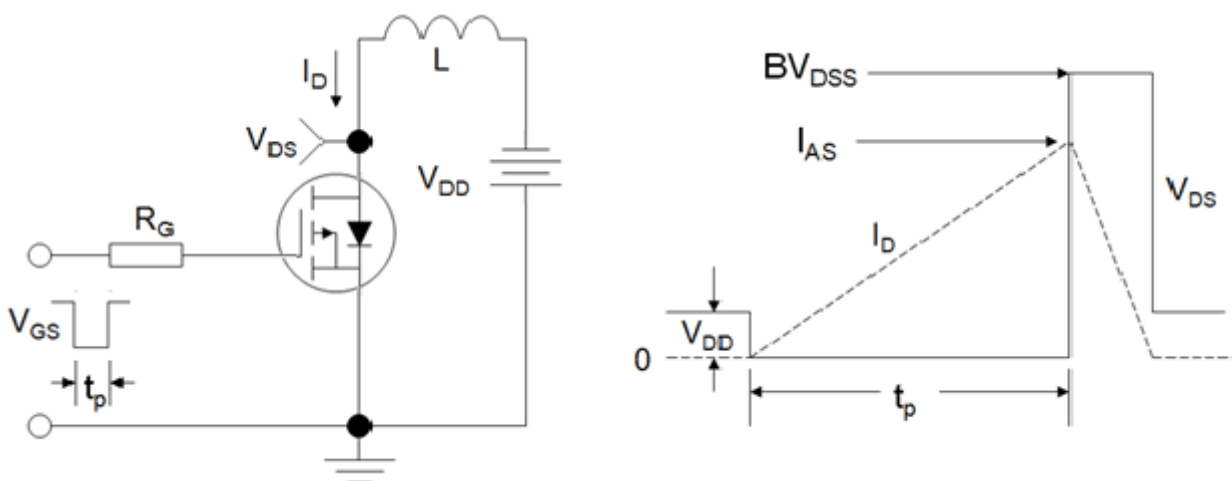 L
I_D
V_DS
V_DD
R_G
V_GS
t_p
BV_DSS
I_AS
V_DS
I_D
V_DD
0
t_p